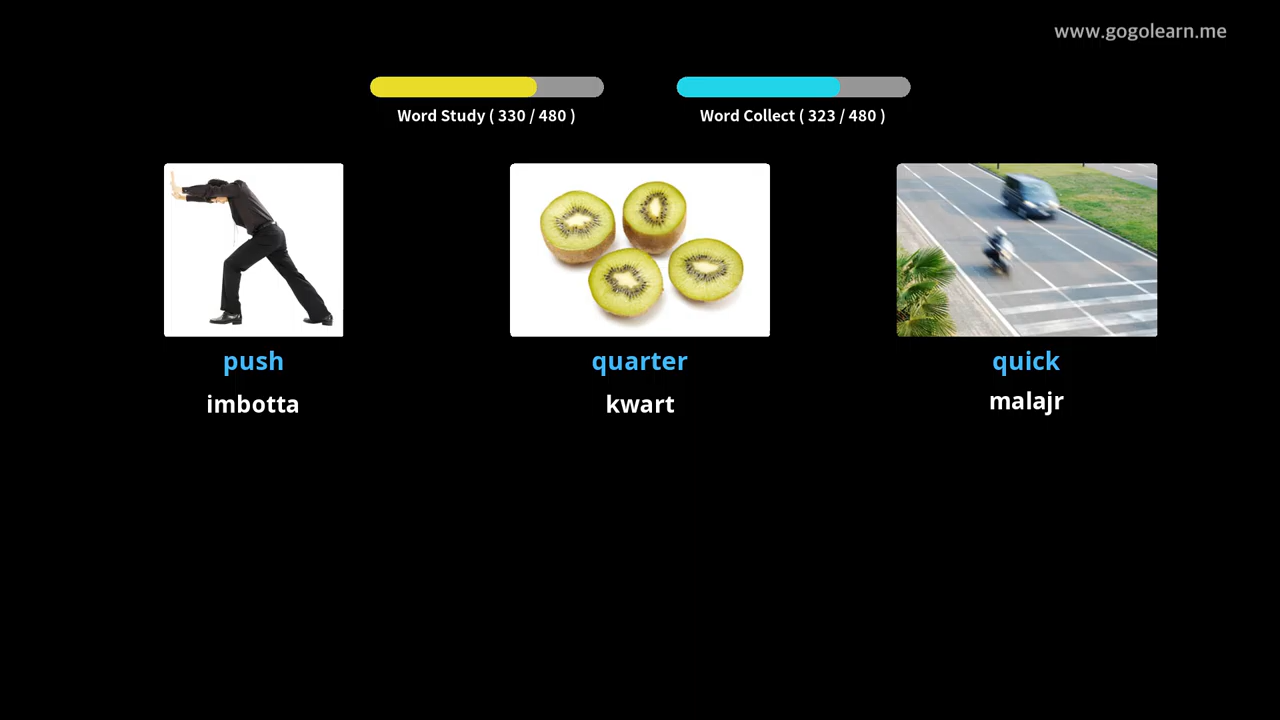 www.gogolearn.me
Word Study ( 330 / 480 )
Word Collect ( 323 / 480 )
push
quarter
quick
imbotta
kwart
malajr